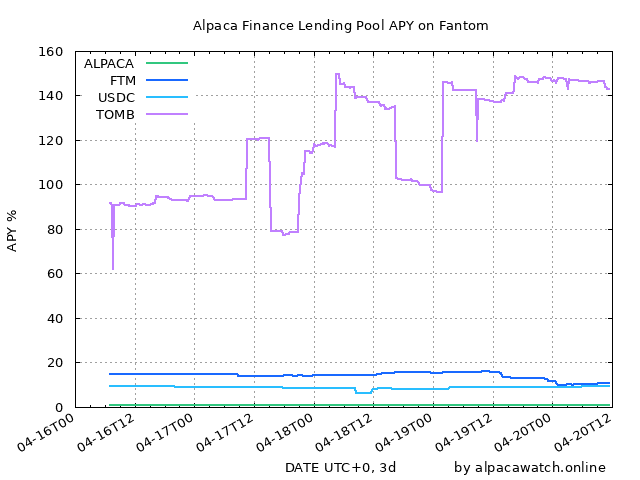 Alpaca Finance Lending Pool APY on Fantom
ALPACA
FTM
USDC
TOMB
160
140
120
100
80
60
40
20
0
APY %
04-16T00
04-16T12
04-17T00
04-17T12
04-18T00
04-18T12
04-19T00
04-19T12
04-20T00
04-20T12
DATE UTC+0, 3d
by alpacawatch.online